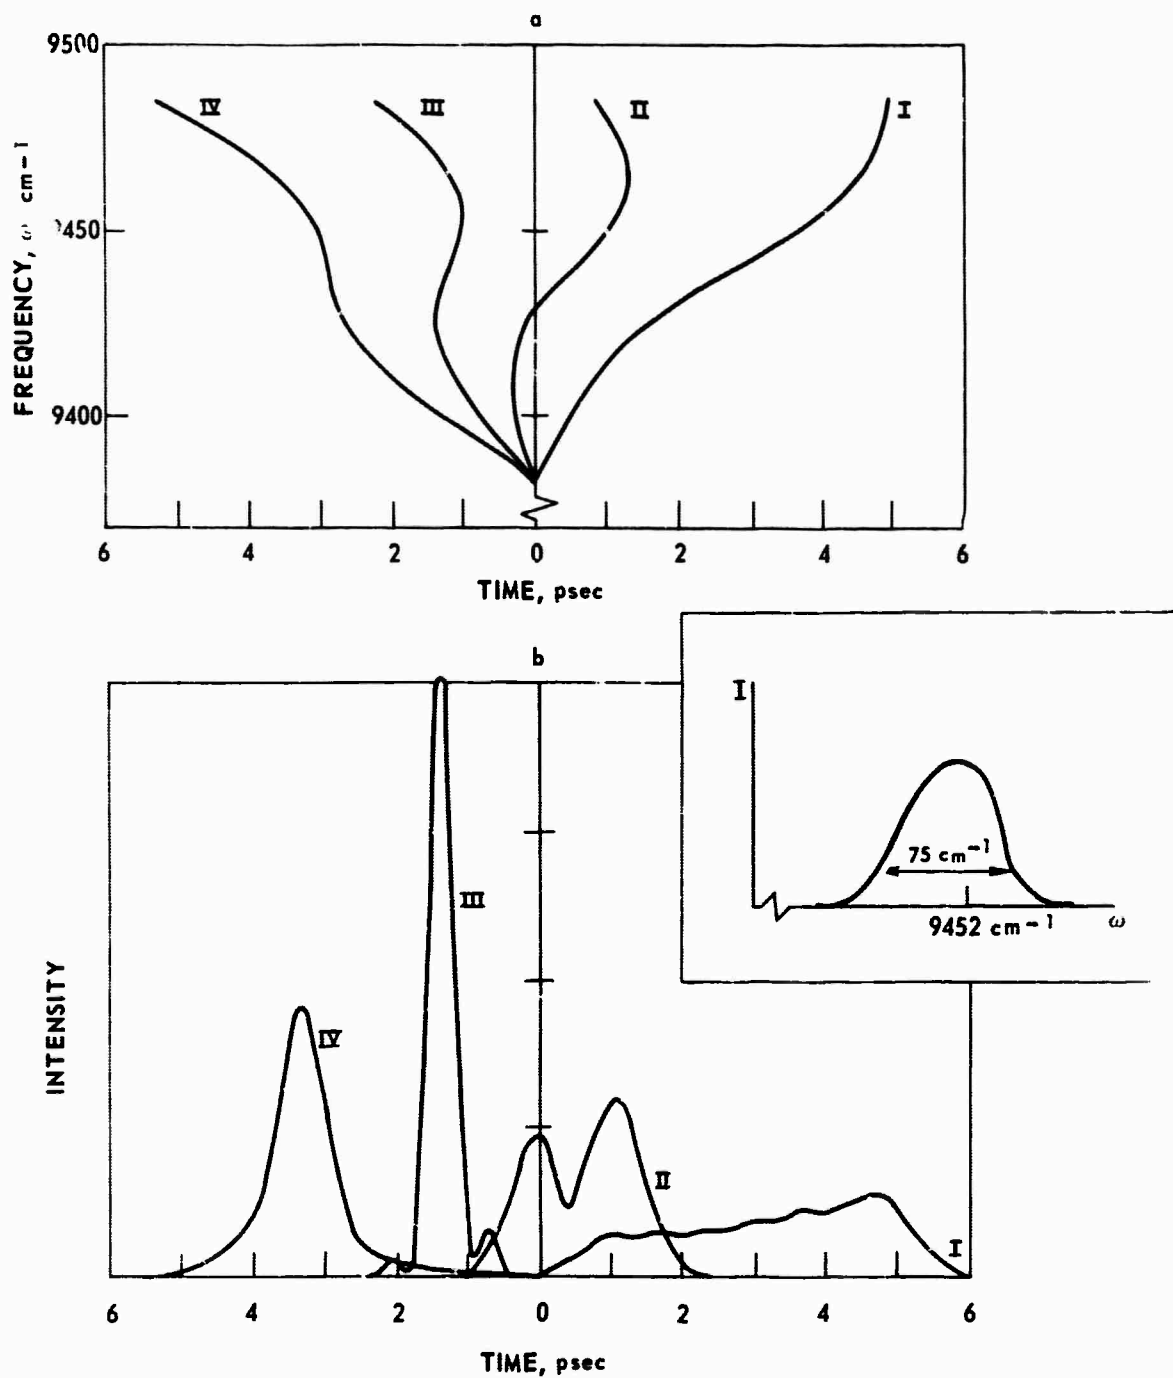 a
9500
IV
III
II
I
FREQUENCY, ω cm-1
450
9400
6 4 2 0 2 4 6
TIME, psec
b
I
75 cm-1
9452 cm-1 ω
III
IV
II
I
INTENSITY
6 4 2 0 2 4 6
TIME, psec